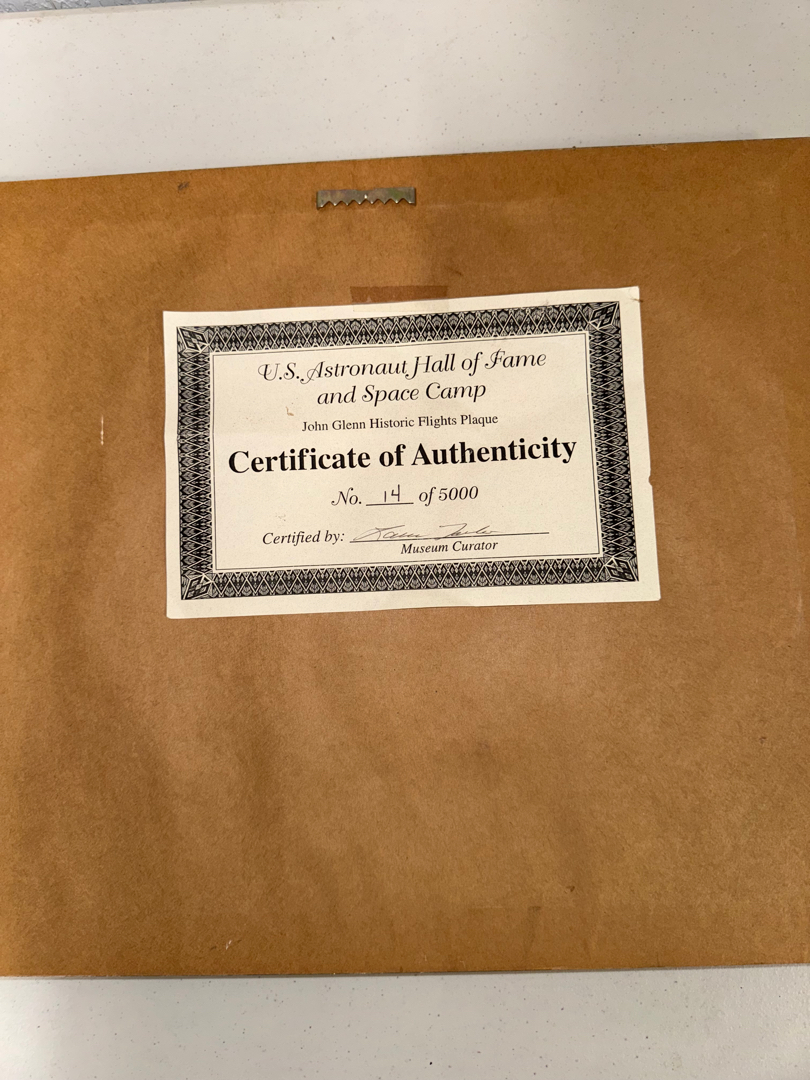 U.S. Astronaut Hall of Fame
and Space Camp
John Glenn Historic Flights Plaque
Certificate of Authenticity
No. 14 of 5000
Certified by:
Museum Curator